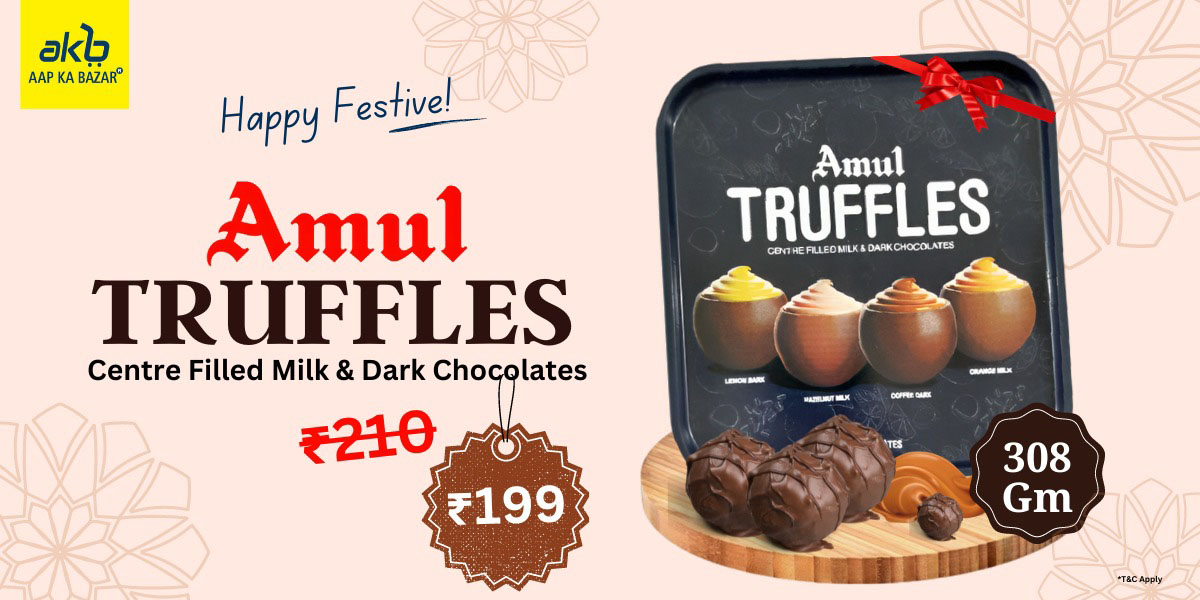 akb
AAP KA BAZAR®
Happy Festive!
Amul
TRUFFLES
Centre Filled Milk & Dark Chocolates
₹210
₹199
Amul
TRUFFLES
CENTRE FILLED MILK & DARK CHOCOLATES
LEMON DARK
HAZELNUT MILK
COFFEE DARK
ORANGE MILK
308
Gm
*T&C Apply